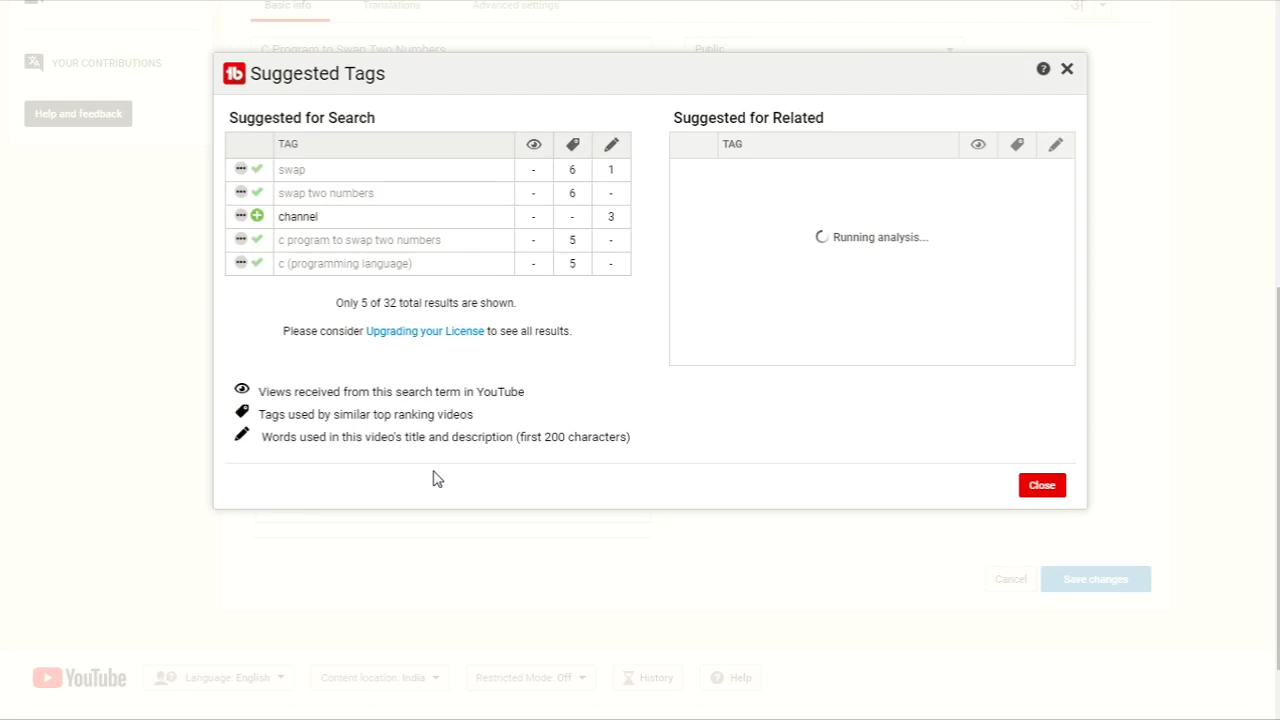 Basic info Translations Advanced settings
YOUR CONTRIBUTIONS
Help and feedback
C Program to Swap Two Numbers
Public
Suggested Tags
Suggested for Search
TAG
swap - 6 1
swap two numbers - 6 -
channel - - 3
c program to swap two numbers - 5 -
c (programming language) - 5 -
Only 5 of 32 total results are shown.
Please consider Upgrading your License to see all results.
Suggested for Related
TAG
Running analysis...
Views received from this search term in YouTube
Tags used by similar top ranking videos
Words used in this video's title and description (first 200 characters)
Close
Cancel Save changes
YouTube Language: English Content location: India Restricted Mode: Off History Help